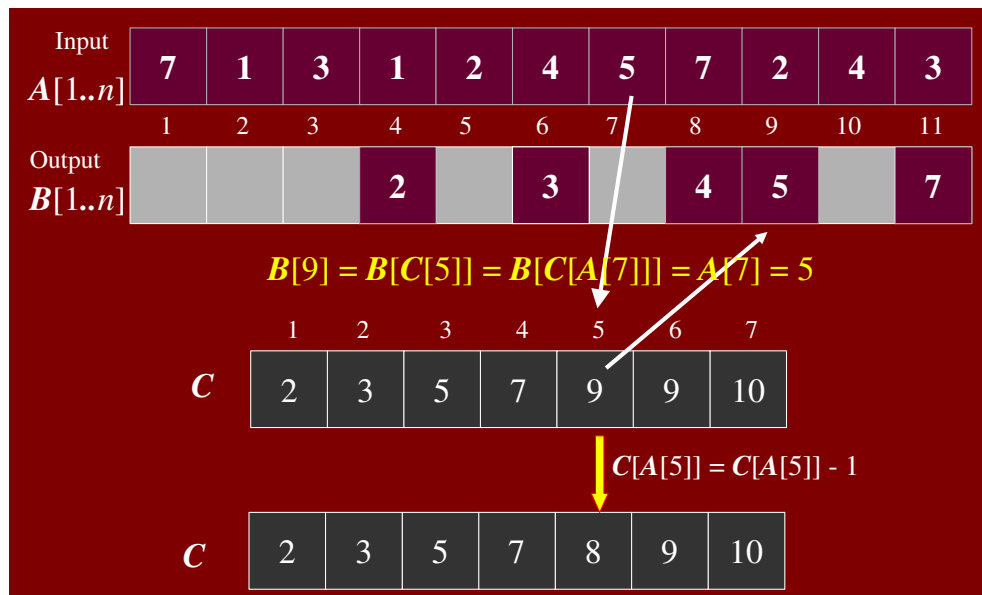 Input
A[1..n] 7 1 3 1 2 4 5 7 2 4 3
1 2 3 4 5 6 7 8 9 10 11
Output
B[1..n] 2 3 4 5 7
B[9] = B[C[5]] = B[C[A[7]]] = A[7] = 5
1 2 3 4 5 6 7
C 2 3 5 7 9 9 10
C[A[5]] = C[A[5]] - 1
C 2 3 5 7 8 9 10